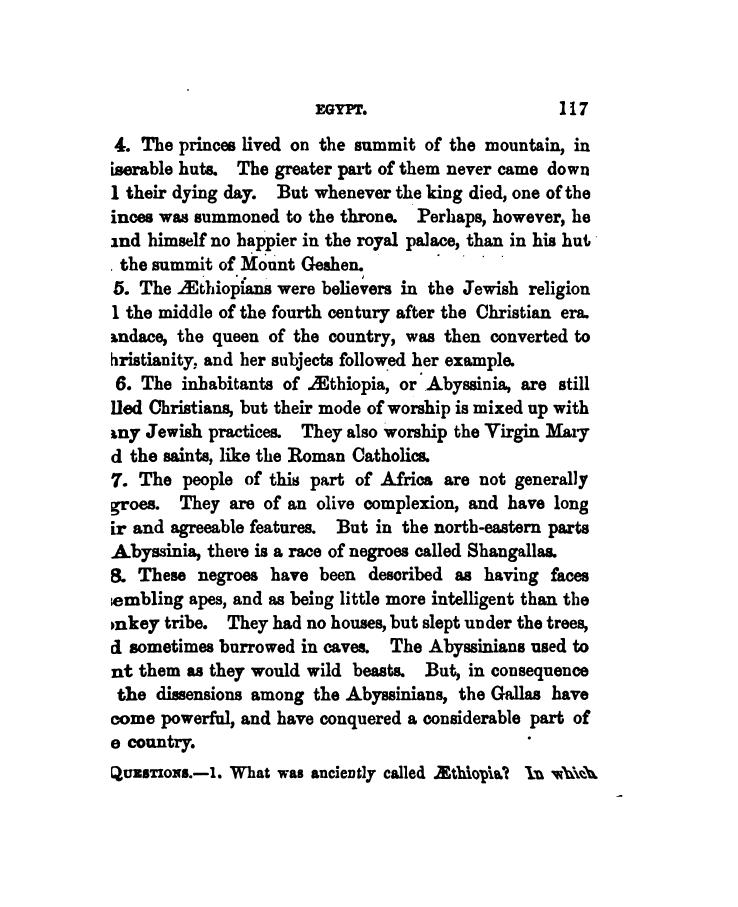 EGYPT. 117
4. The princes lived on the summit of the mountain, in
iserable huts. The greater part of them never came down
l their dying day. But whenever the king died, one of the
inces was summoned to the throne. Perhaps, however, he
und himself no happier in the royal palace, than in his hut
the summit of Mount Geshen.
5. The Æthiopians were believers in the Jewish religion
l the middle of the fourth century after the Christian era.
andace, the queen of the country, was then converted to
hristianity, and her subjects followed her example.
6. The inhabitants of Æthiopia, or Abyssinia, are still
lled Christians, but their mode of worship is mixed up with
any Jewish practices. They also worship the Virgin Mary
d the saints, like the Roman Catholics.
7. The people of this part of Africa are not generally
groes. They are of an olive complexion, and have long
ir and agreeable features. But in the north-eastern parts
Abyssinia, there is a race of negroes called Shangallas.
8. These negroes have been described as having faces
sembling apes, and as being little more intelligent than the
onkey tribe. They had no houses, but slept under the trees,
d sometimes burrowed in caves. The Abyssinians used to
nt them as they would wild beasts. But, in consequence
the dissensions among the Abyssinians, the Gallas have
come powerful, and have conquered a considerable part of
e country.
QUESTIONS.—1. What was anciently called Æthiopia? In which